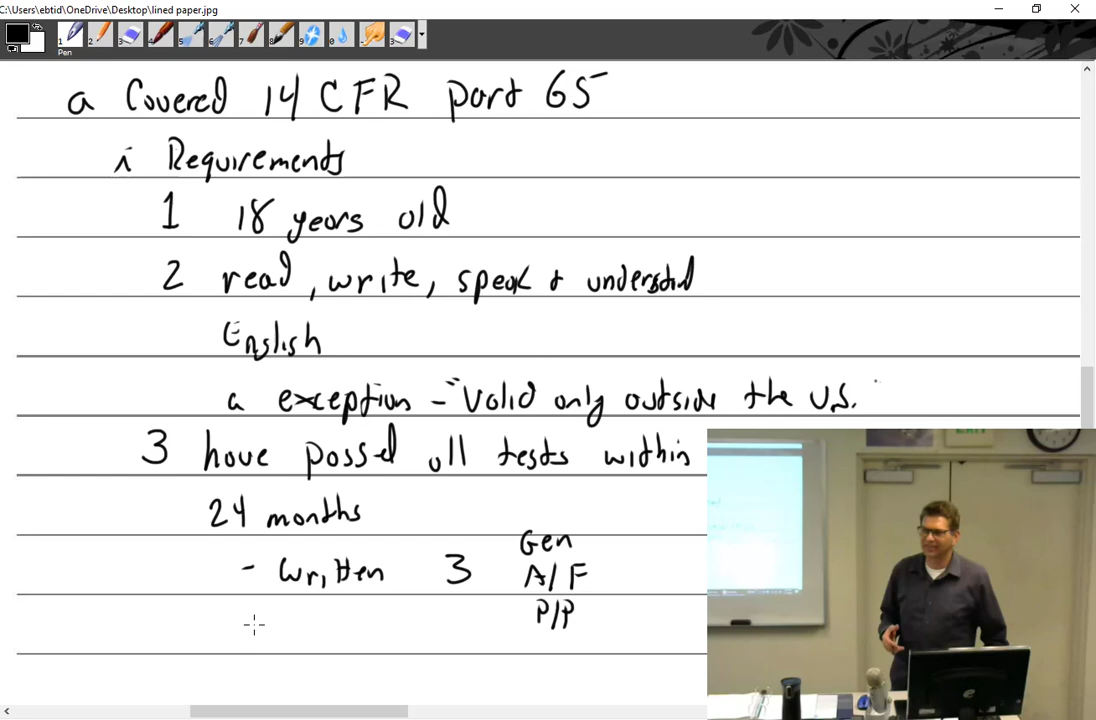 C:\Users\ebtid\OneDrive\Desktop\lined paper.jpg
Pen
a Covered 14 CFR part 65
i Requirements
1 18 years old
2 read, write, speak & understand
English
a exception - "Valid only outside the U.S.
3 have passed all tests within
24 months
- written 3 Gen
A/F
P/P
EXIT